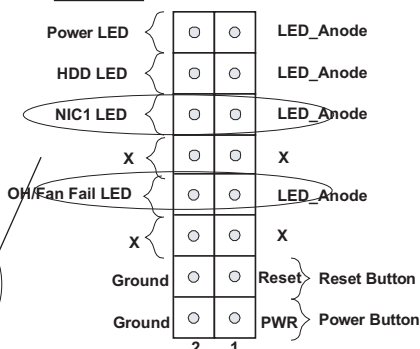 Power LED LED_Anode
HDD LED LED_Anode
NIC1 LED LED_Anode
X X
OH/Fan Fail LED LED_Anode
X X
Ground Reset Reset Button
Ground PWR Power Button
2 1